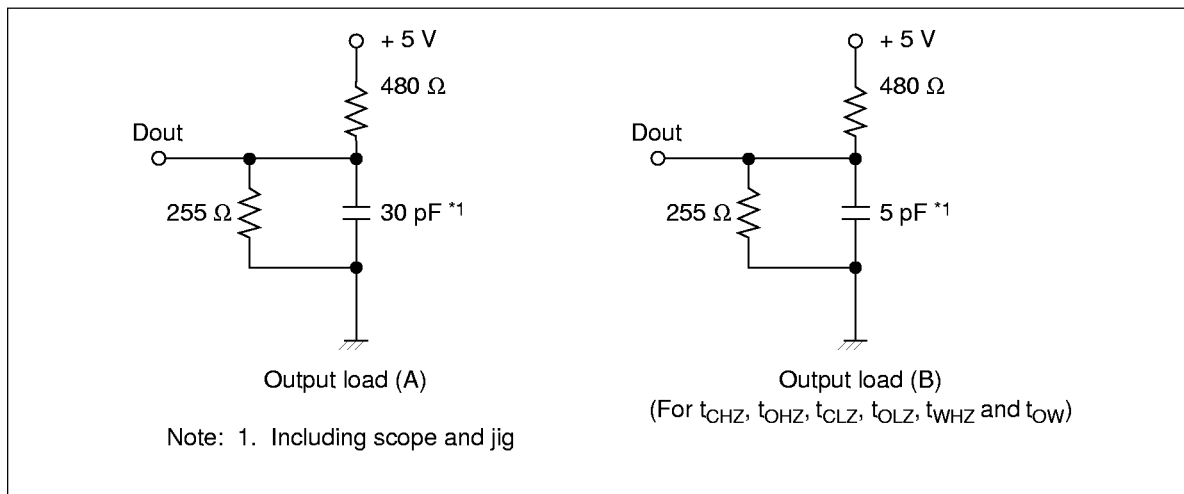 + 5 V
480 Ω
Dout
255 Ω
30 pF *1
Output load (A)
Note: 1. Including scope and jig
+ 5 V
480 Ω
Dout
255 Ω
5 pF *1
Output load (B)
(For tCHZ, tOHZ, tCLZ, tOLZ, tWHZ and tOW)